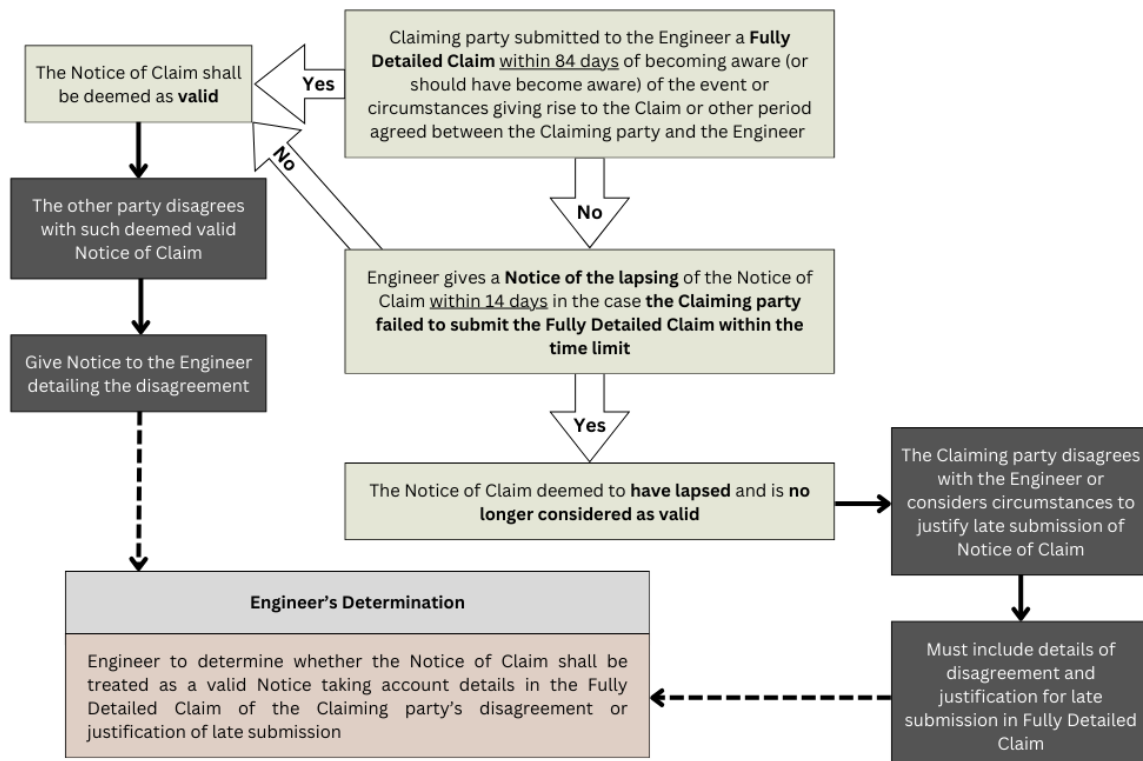 Claiming party submitted to the Engineer a Fully
Detailed Claim within 84 days of becoming aware (or
should have become aware) of the event or
circumstances giving rise to the Claim or other period
agreed between the Claiming party and the Engineer
Yes
The Notice of Claim shall
be deemed as valid
No
No
The other party disagrees
with such deemed valid
Notice of Claim
Engineer gives a Notice of the lapsing of the Notice of
Claim within 14 days in the case the Claiming party
failed to submit the Fully Detailed Claim within the
time limit
Give Notice to the Engineer
detailing the disagreement
Yes
The Notice of Claim deemed to have lapsed and is no
longer considered as valid
The Claiming party disagrees
with the Engineer or
considers circumstances to
justify late submission of
Notice of Claim
Must include details of
disagreement and
justification for late
submission in Fully Detailed
Claim
Engineer’s Determination
Engineer to determine whether the Notice of Claim shall be
treated as a valid Notice taking account details in the Fully
Detailed Claim of the Claiming party’s disagreement or
justification of late submission